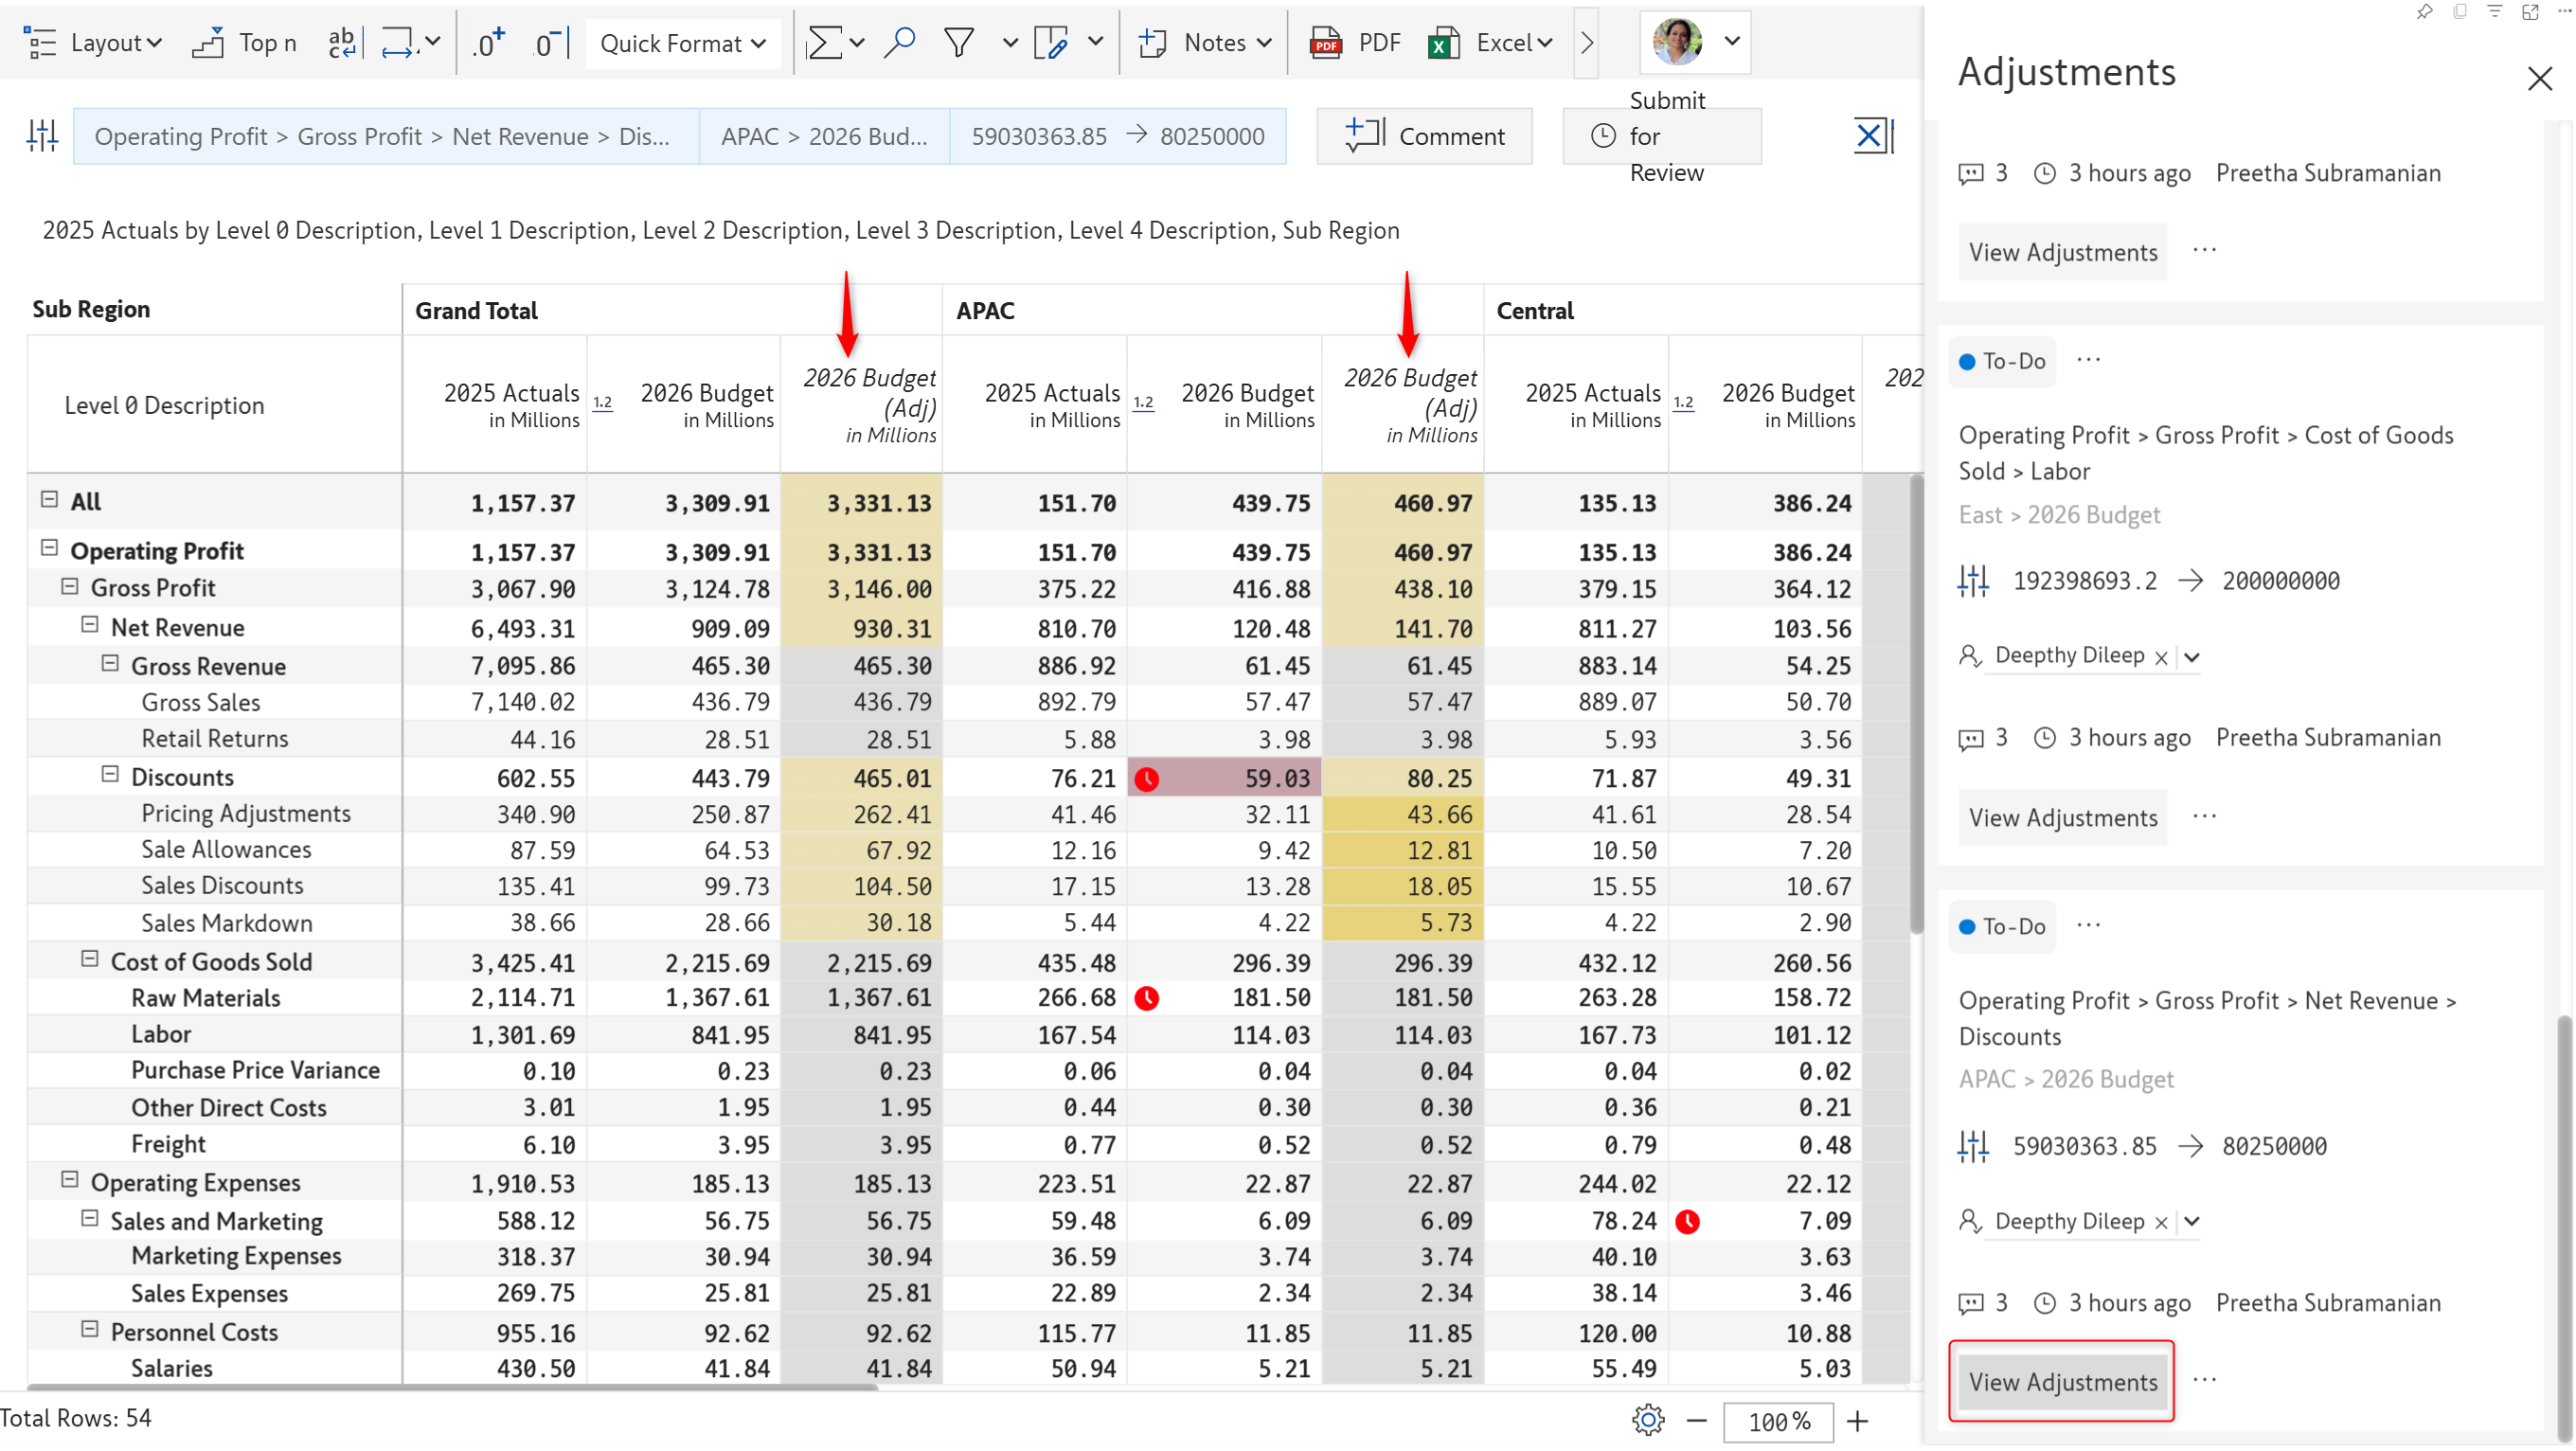 Layout Top n ab c Quick Format Notes PDF PDF X Excel
.0+ .0−
Operating Profit > Gross Profit > Net Revenue > Dis... APAC > 2026 Bud... 59030363.85 → 80250000 Comment
Submit
for
Review
2025 Actuals by Level 0 Description, Level 1 Description, Level 2 Description, Level 3 Description, Level 4 Description, Sub Region
Sub Region Grand Total APAC Central
Level 0 Description
2025 Actuals
in Millions
1.2
2026 Budget
in Millions
2026 Budget
(Adj)
in Millions
2025 Actuals
in Millions
1.2
2026 Budget
in Millions
2026 Budget
(Adj)
in Millions
2025 Actuals
in Millions
1.2
2026 Budget
in Millions
202
All 1,157.37 3,309.91 3,331.13 151.70 439.75 460.97 135.13 386.24
Operating Profit 1,157.37 3,309.91 3,331.13 151.70 439.75 460.97 135.13 386.24
Gross Profit 3,067.90 3,124.78 3,146.00 375.22 416.88 438.10 379.15 364.12
Net Revenue 6,493.31 909.09 930.31 810.70 120.48 141.70 811.27 103.56
Gross Revenue 7,095.86 465.30 465.30 886.92 61.45 61.45 883.14 54.25
Gross Sales 7,140.02 436.79 436.79 892.79 57.47 57.47 889.07 50.70
Retail Returns 44.16 28.51 28.51 5.88 3.98 3.98 5.93 3.56
Discounts 602.55 443.79 465.01 76.21 59.03 80.25 71.87 49.31
Pricing Adjustments 340.90 250.87 262.41 41.46 32.11 43.66 41.61 28.54
Sale Allowances 87.59 64.53 67.92 12.16 9.42 12.81 10.50 7.20
Sales Discounts 135.41 99.73 104.50 17.15 13.28 18.05 15.55 10.67
Sales Markdown 38.66 28.66 30.18 5.44 4.22 5.73 4.22 2.90
Cost of Goods Sold 3,425.41 2,215.69 2,215.69 435.48 296.39 296.39 432.12 260.56
Raw Materials 2,114.71 1,367.61 1,367.61 266.68 181.50 181.50 263.28 158.72
Labor 1,301.69 841.95 841.95 167.54 114.03 114.03 167.73 101.12
Purchase Price Variance 0.10 0.23 0.23 0.06 0.04 0.04 0.04 0.02
Other Direct Costs 3.01 1.95 1.95 0.44 0.30 0.30 0.36 0.21
Freight 6.10 3.95 3.95 0.77 0.52 0.52 0.79 0.48
Operating Expenses 1,910.53 185.13 185.13 223.51 22.87 22.87 244.02 22.12
Sales and Marketing 588.12 56.75 56.75 59.48 6.09 6.09 78.24 7.09
Marketing Expenses 318.37 30.94 30.94 36.59 3.74 3.74 40.10 3.63
Sales Expenses 269.75 25.81 25.81 22.89 2.34 2.34 38.14 3.46
Personnel Costs 955.16 92.62 92.62 115.77 11.85 11.85 120.00 10.88
Salaries 430.50 41.84 41.84 50.94 5.21 5.21 55.49 5.03
Total Rows: 54
100 %
Adjustments
3 3 hours ago Preetha Subramanian
View Adjustments ...
To-Do ...
Operating Profit > Gross Profit > Cost of Goods
Sold > Labor
East > 2026 Budget
192398693.2 → 200000000
Deepthy Dileep
3 3 hours ago Preetha Subramanian
View Adjustments ...
To-Do ...
Operating Profit > Gross Profit > Net Revenue >
Discounts
APAC > 2026 Budget
59030363.85 → 80250000
Deepthy Dileep
3 3 hours ago Preetha Subramanian
View Adjustments ...